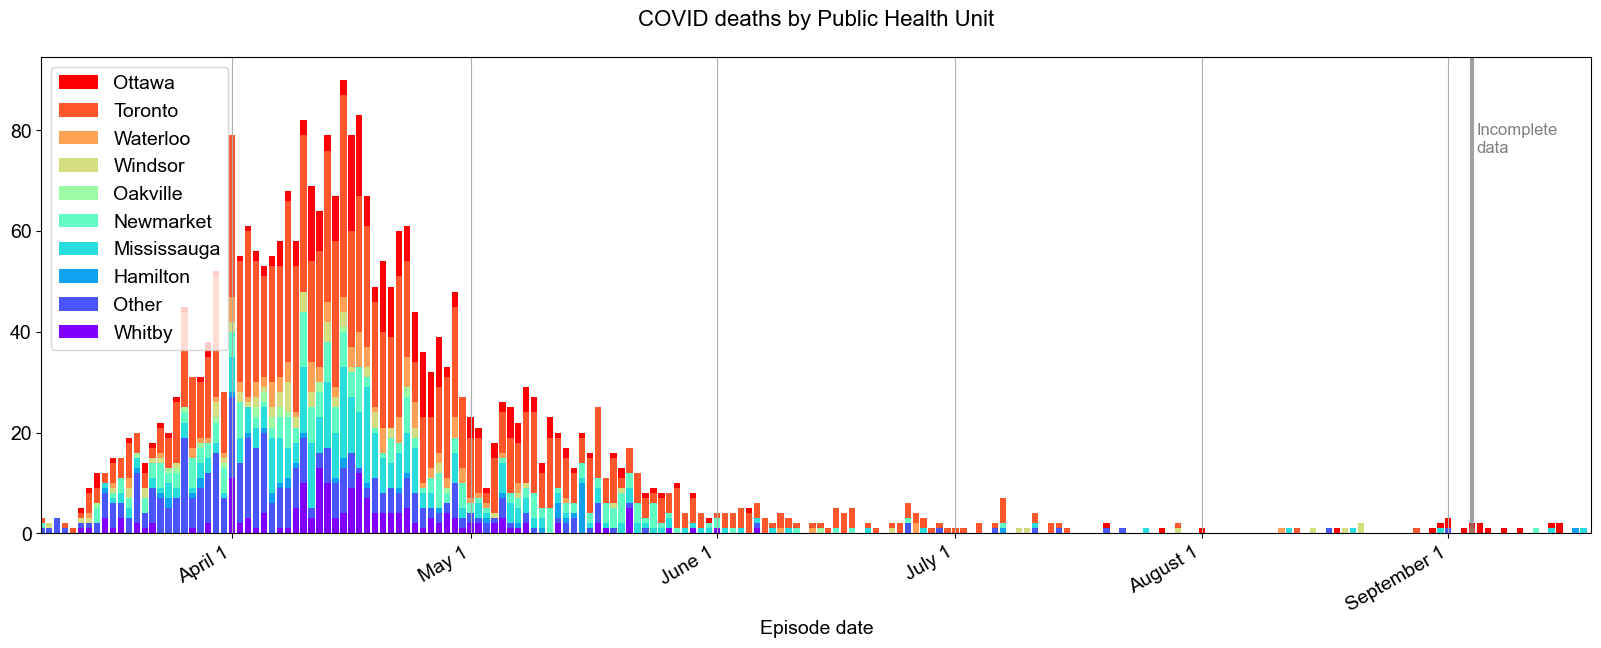 COVID deaths by Public Health Unit
Ottawa
Toronto
Waterloo
Windsor
Oakville
Newmarket
Mississauga
Hamilton
Other
Whitby
Incomplete
data
80
60
40
20
0
April 1
May 1
June 1
July 1
August 1
September 1
Episode date